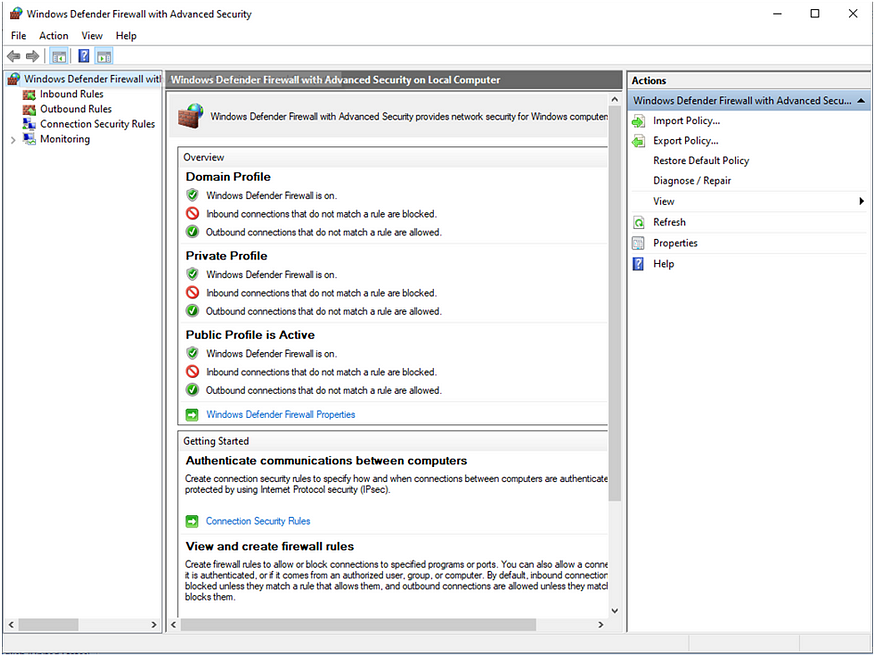 Windows Defender Firewall with Advanced Security
File Action View Help
Windows Defender Firewall with
Inbound Rules
Outbound Rules
Connection Security Rules
Monitoring
Windows Defender Firewall with Advanced Security on Local Computer
Windows Defender Firewall with Advanced Security provides network security for Windows computer
Overview
Domain Profile
Windows Defender Firewall is on.
Inbound connections that do not match a rule are blocked.
Outbound connections that do not match a rule are allowed.
Private Profile
Windows Defender Firewall is on.
Inbound connections that do not match a rule are blocked.
Outbound connections that do not match a rule are allowed.
Public Profile is Active
Windows Defender Firewall is on.
Inbound connections that do not match a rule are blocked.
Outbound connections that do not match a rule are allowed.
Windows Defender Firewall Properties
Getting Started
Authenticate communications between computers
Create connection security rules to specify how and when connections between computers are authenticate
protected by using Internet Protocol security (IPsec).
Connection Security Rules
View and create firewall rules
Create firewall rules to allow or block connections to specified programs or ports. You can also allow a conne
it is authenticated, or if it comes from an authorized user, group, or computer. By default, inbound connection
blocked unless they match a rule that allows them, and outbound connections are allowed unless they matc
blocks them.
Actions
Windows Defender Firewall with Advanced Secu...
Import Policy...
Export Policy...
Restore Default Policy
Diagnose / Repair
View
Refresh
Properties
Help